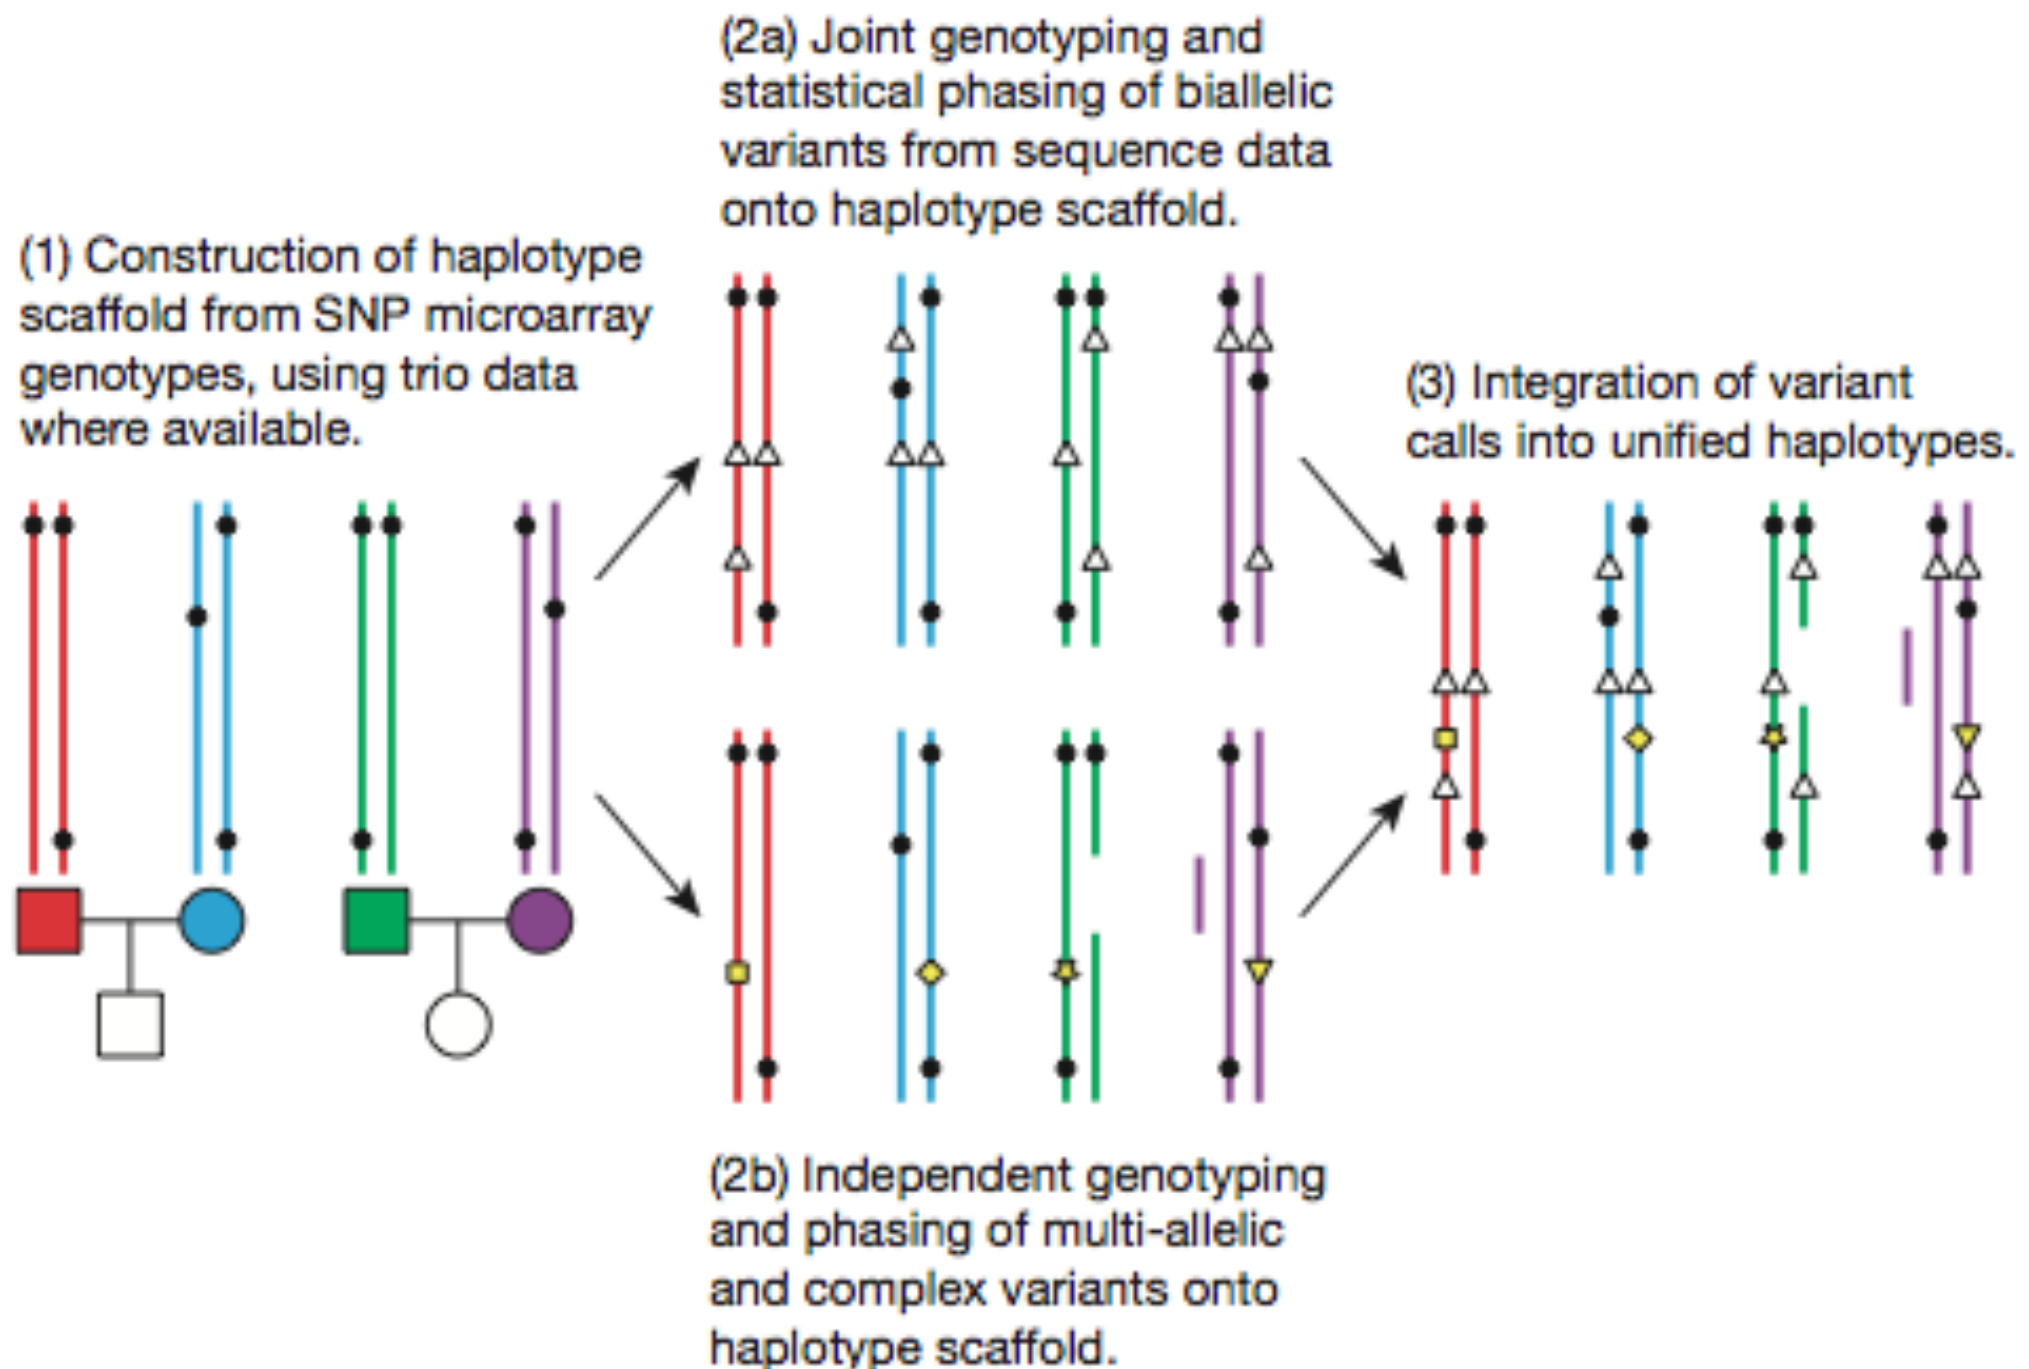 (1) Construction of haplotype
scaffold from SNP microarray
genotypes, using trio data
where available.
(2a) Joint genotyping and
statistical phasing of biallelic
variants from sequence data
onto haplotype scaffold.
(2b) Independent genotyping
and phasing of multi-allelic
and complex variants onto
haplotype scaffold.
(3) Integration of variant
calls into unified haplotypes.